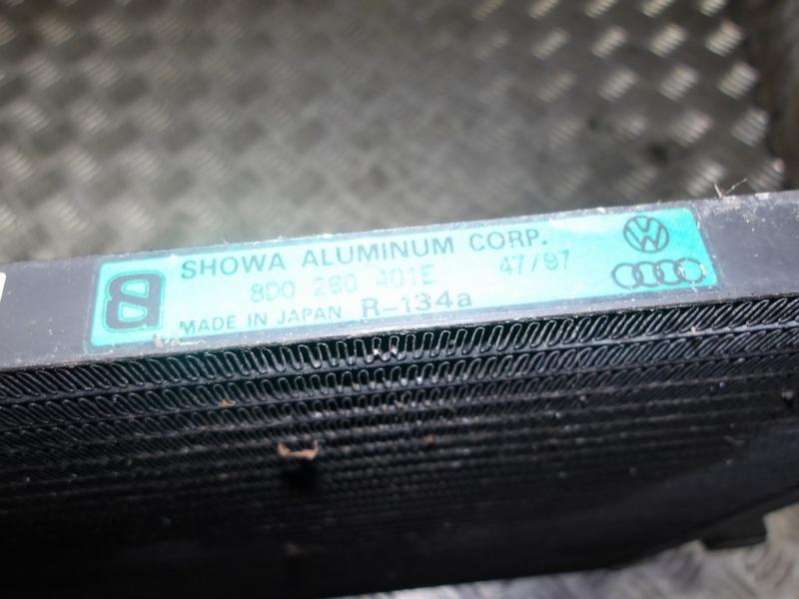 SHOWA ALUMINUM CORP.
8D0 260 401E 47/97
MADE IN JAPAN R-134a